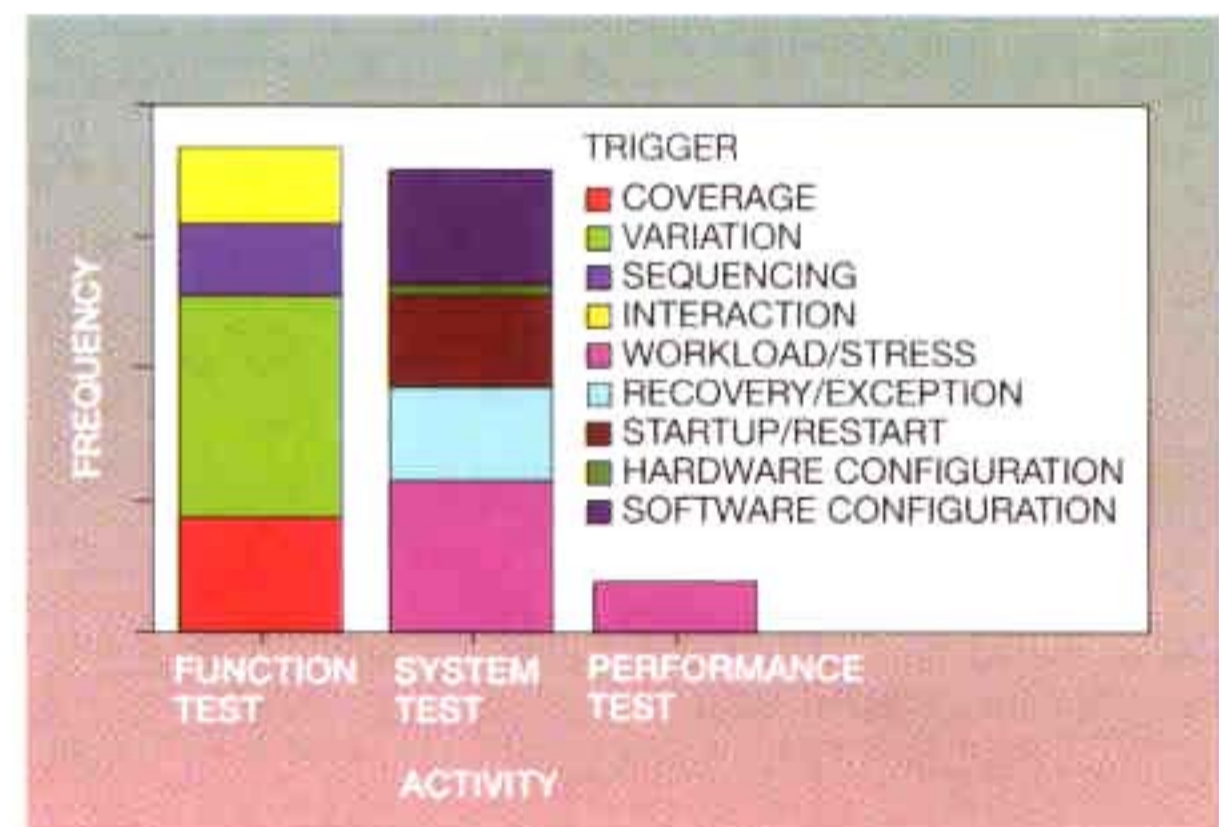 TRIGGER
COVERAGE
VARIATION
SEQUENCING
INTERACTION
WORKLOAD/STRESS
RECOVERY/EXCEPTION
STARTUP/RESTART
HARDWARE CONFIGURATION
SOFTWARE CONFIGURATION
FREQUENCY
FUNCTION
TEST
SYSTEM
TEST
PERFORMANCE
TEST
ACTIVITY